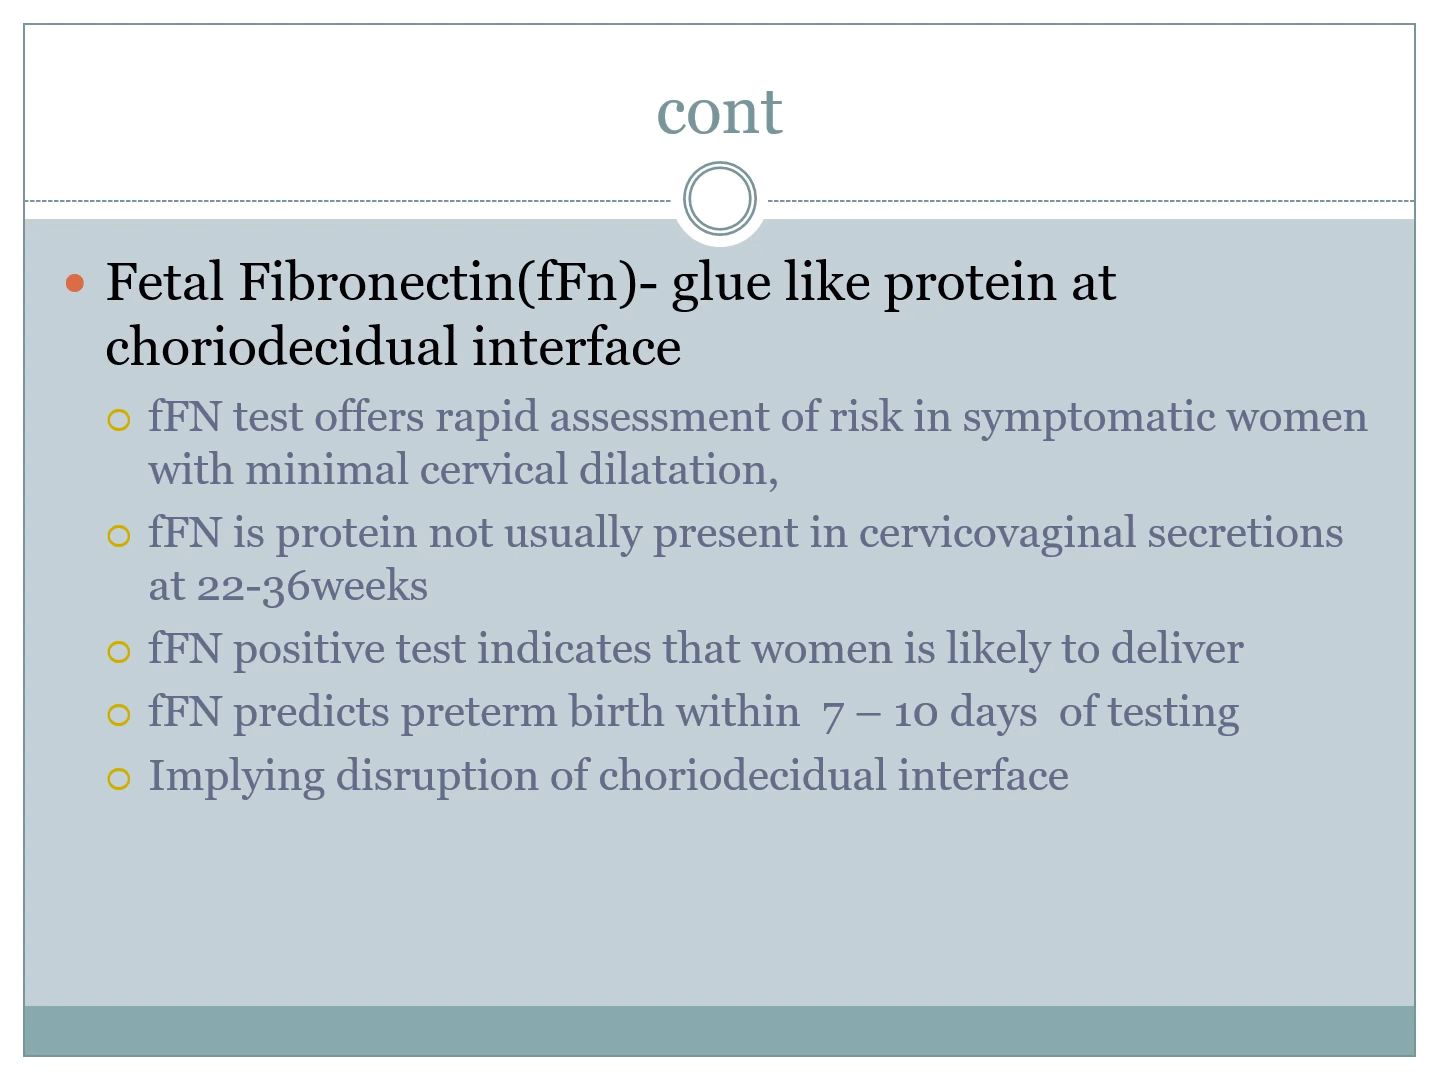 cont
Fetal Fibronectin(fFn)- glue like protein at
choriodecidual interface
fFN test offers rapid assessment of risk in symptomatic women
with minimal cervical dilatation,
fFN is protein not usually present in cervicovaginal secretions
at 22-36weeks
fFN positive test indicates that women is likely to deliver
fFN predicts preterm birth within 7 – 10 days of testing
Implying disruption of choriodecidual interface